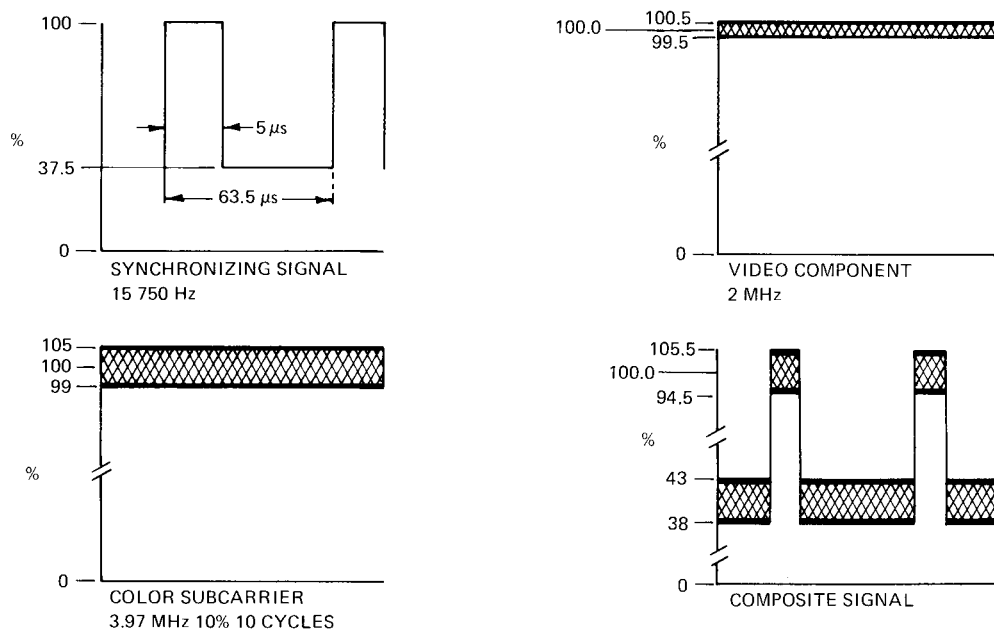 100
%
5 μs
37.5
63.5 μs
0
SYNCHRONIZING SIGNAL
15 750 Hz
100.5
100.0
99.5
%
0
VIDEO COMPONENT
2 MHz
105
100
99
%
0
COLOR SUBCARRIER
3.97 MHz 10% 10 CYCLES
105.5
100.0
94.5
%
43
38
0
COMPOSITE SIGNAL